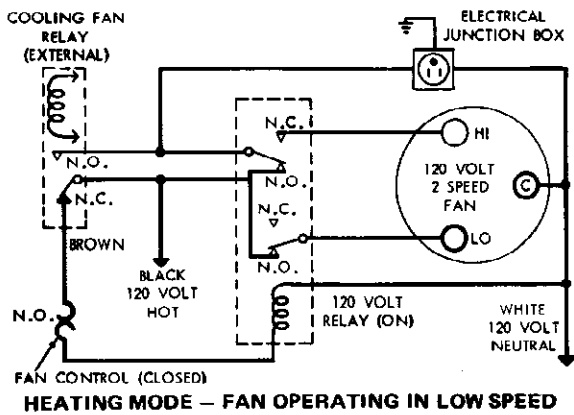 COOLING FAN
RELAY
(EXTERNAL)
ELECTRICAL
JUNCTION BOX
N.C.
HI
N.O.
N.O.
120 VOLT
2 SPEED
FAN
C
N.C.
N.C.
BROWN
LO
N.O.
BLACK
120 VOLT
HOT
120 VOLT
RELAY (ON)
WHITE
120 VOLT
NEUTRAL
N.O.
FAN CONTROL (CLOSED)
HEATING MODE – FAN OPERATING IN LOW SPEED